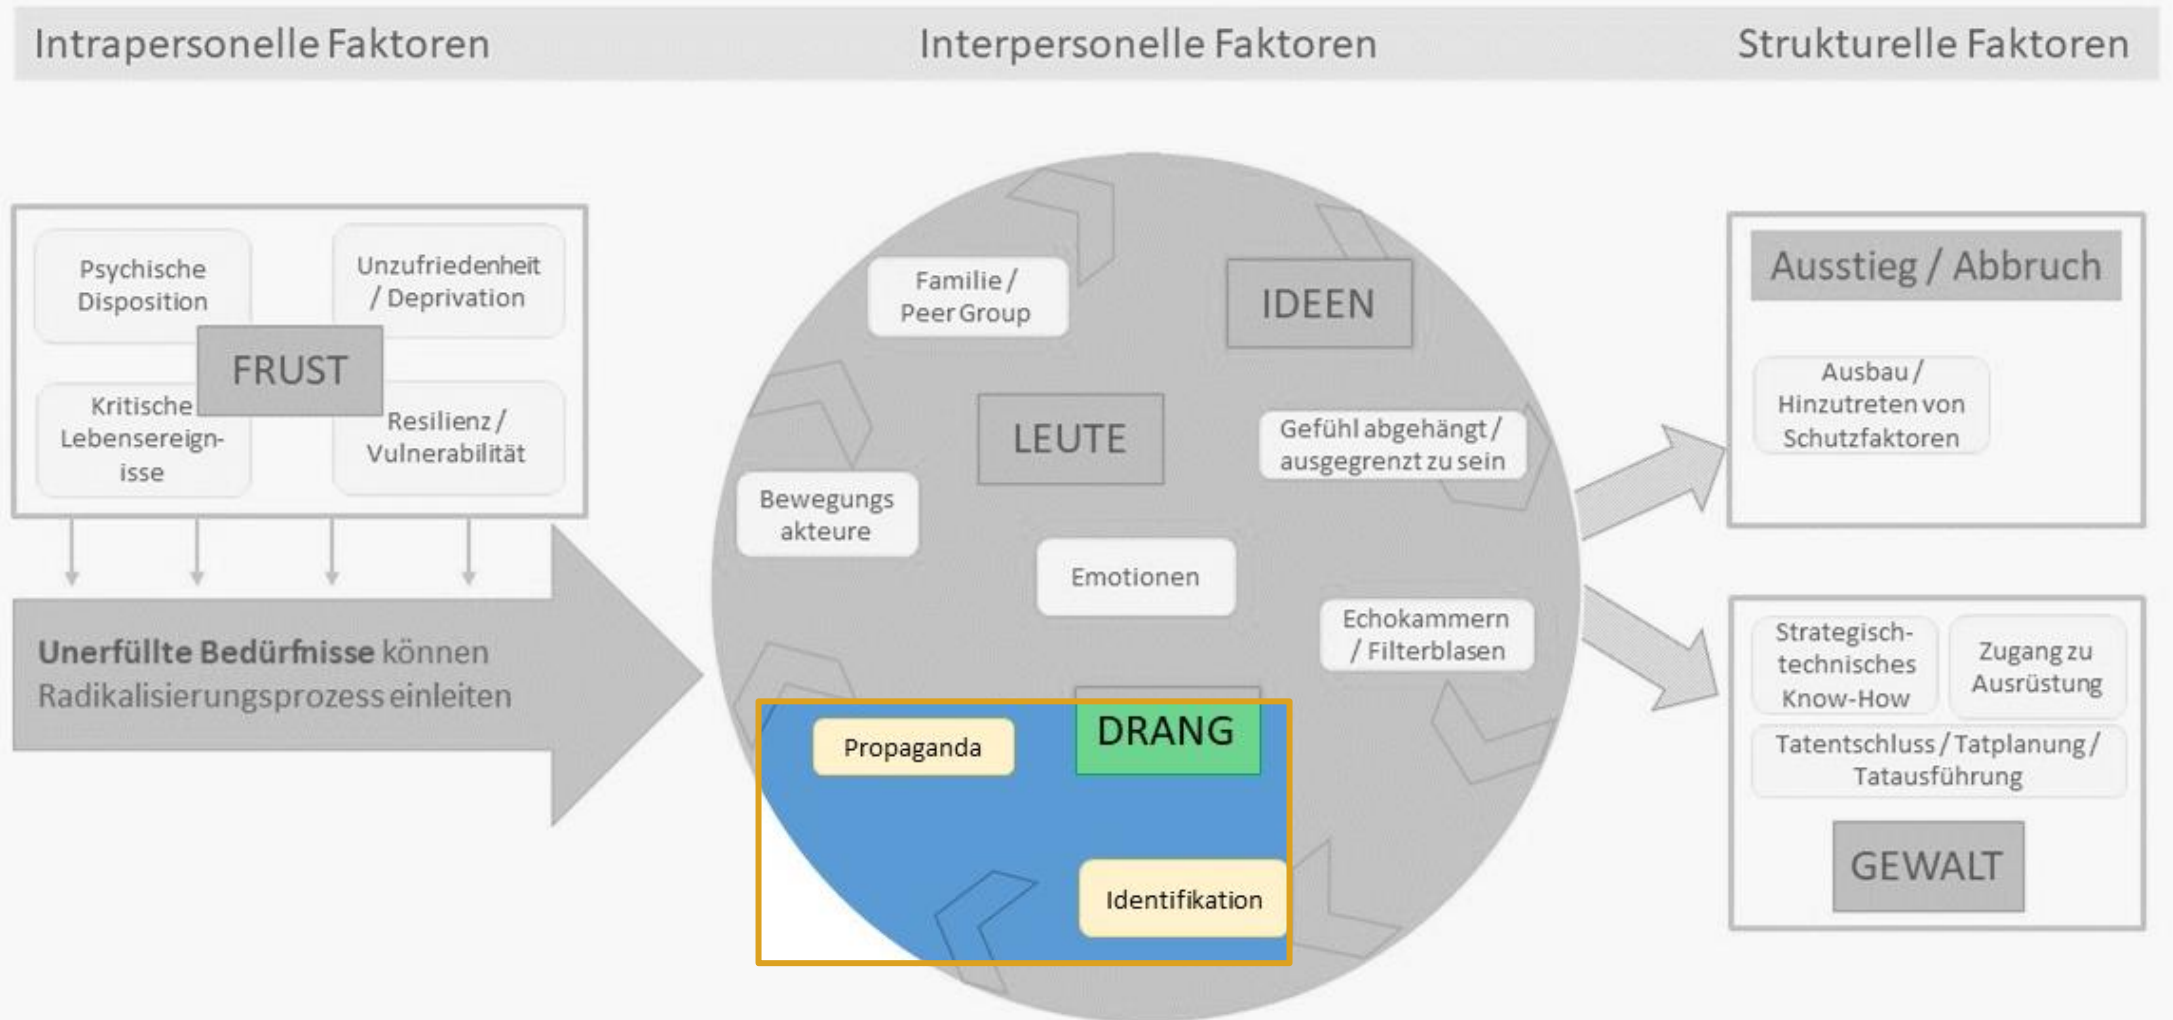 Intrapersonelle Faktoren
Interpersonelle Faktoren
Strukturelle Faktoren
Psychische
Disposition
Unzufriedenheit
/ Deprivation
FRUST
Kritische
Lebensereign-
isse
Resilienz /
Vulnerabilität
Unerfüllte Bedürfnisse können
Radikalisierungsprozess einleiten
Familie /
Peer Group
IDEEN
LEUTE
Gefühl abgehängt /
ausgegrenzt zu sein
Bewegungs
akteure
Emotionen
Echokammern
/ Filterblasen
Propaganda
DRANG
Identifikation
Ausstieg / Abbruch
Ausbau /
Hinzutreten von
Schutzfaktoren
Strategisch-
technisches
Know-How
Zugang zu
Ausrüstung
Tatentschluss / Tatplanung /
Tatausführung
GEWALT